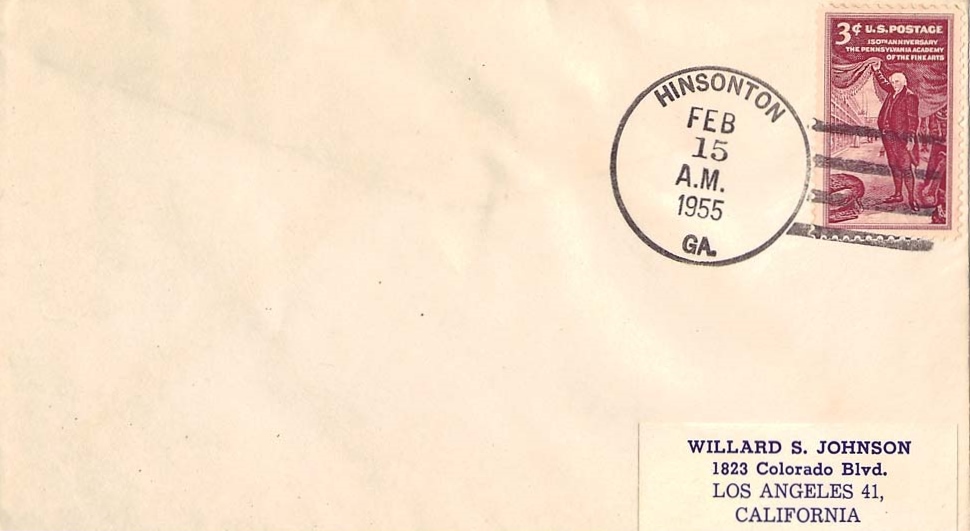 3¢ U.S. POSTAGE
150TH ANNIVERSARY
THE PENNSYLVANIA ACADEMY
OF THE FINE ARTS
HINSONTON
FEB
15
A.M.
1955
GA.
WILLARD S. JOHNSON
1823 Colorado Blvd.
LOS ANGELES 41,
CALIFORNIA